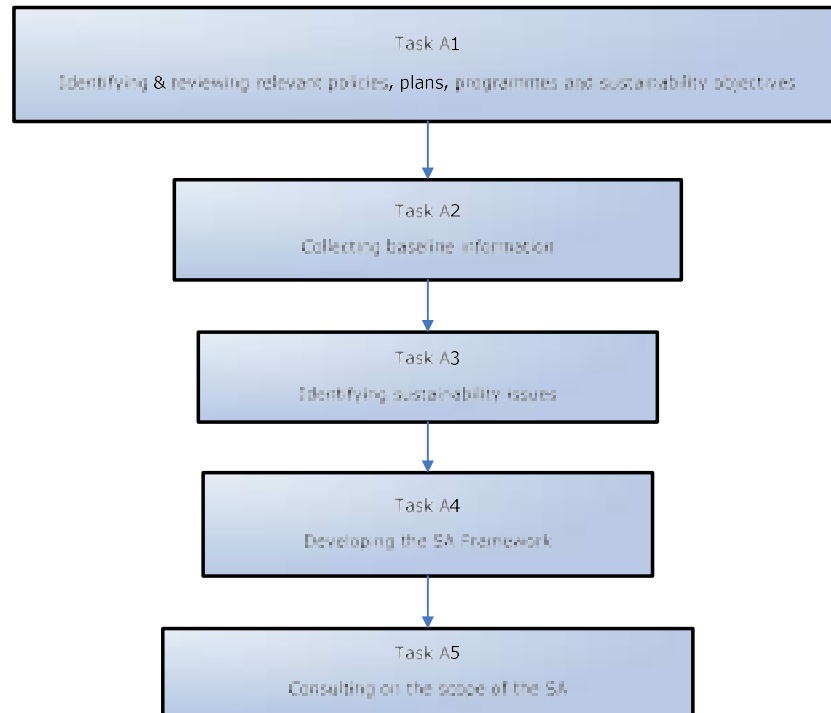 Task A1
Identifying & reviewing relevant policies, plans, programmes and sustainability objectives
Task A2
Collecting baseline information
Task A3
Identifying sustainability issues
Task A4
Developing the SA Framework
Task A5
Consulting on the scope of the SA